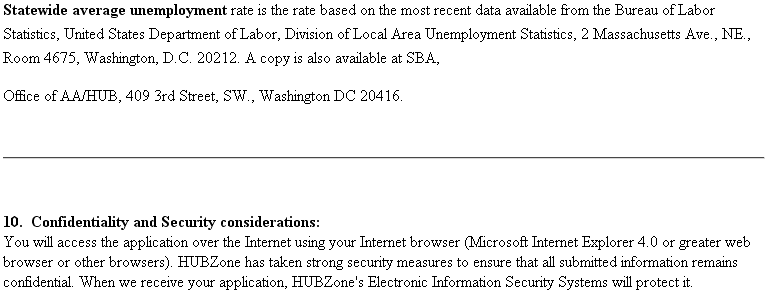 Statewide average unemployment rate is the rate based on the most recent data available from the Bureau of Labor
Statistics, United States Department of Labor, Division of Local Area Unemployment Statistics, 2 Massachusetts Ave., NE.,
Room 4675, Washington, D.C. 20212. A copy is also available at SBA,
Office of AA/HUB, 409 3rd Street, SW., Washington DC 20416.
10. Confidentiality and Security considerations:
You will access the application over the Internet using your Internet browser (Microsoft Internet Explorer 4.0 or greater web
browser or other browsers). HUBZone has taken strong security measures to ensure that all submitted information remains
confidential. When we receive your application, HUBZone's Electronic Information Security Systems will protect it.